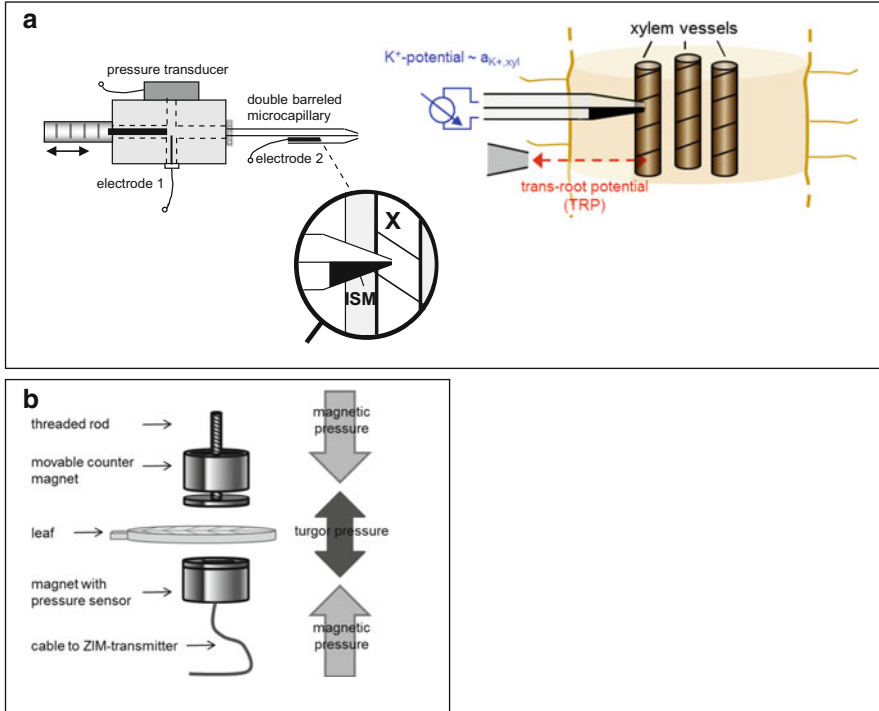 a
pressure transducer
double barreled
microcapillary
electrode 2
electrode 1
X
ISM
K⁺-potential ~ a_K+,xyl
xylem vessels
trans-root potential
(TRP)
b
threaded rod
movable counter
magnet
leaf
magnet with
pressure sensor
cable to ZIM-transmitter
magnetic
pressure
turgor pressure
magnetic
pressure